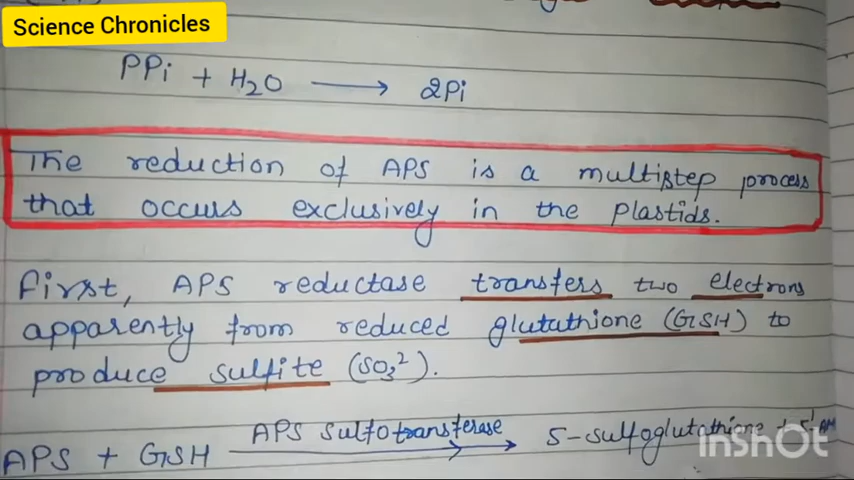 Science Chronicles
PPi + H₂O ⟶ 2Pi
The reduction of APS is a multistep process
that occurs exclusively in the plastids.
First, APS reductase transfers two electrons
apparently from reduced glutathione (GSH) to
produce sulfite (SO₃²).
APS sulfotransferase
APS + GSH ⟶ S-sulfoglutathione + 5'-AM
InShOt